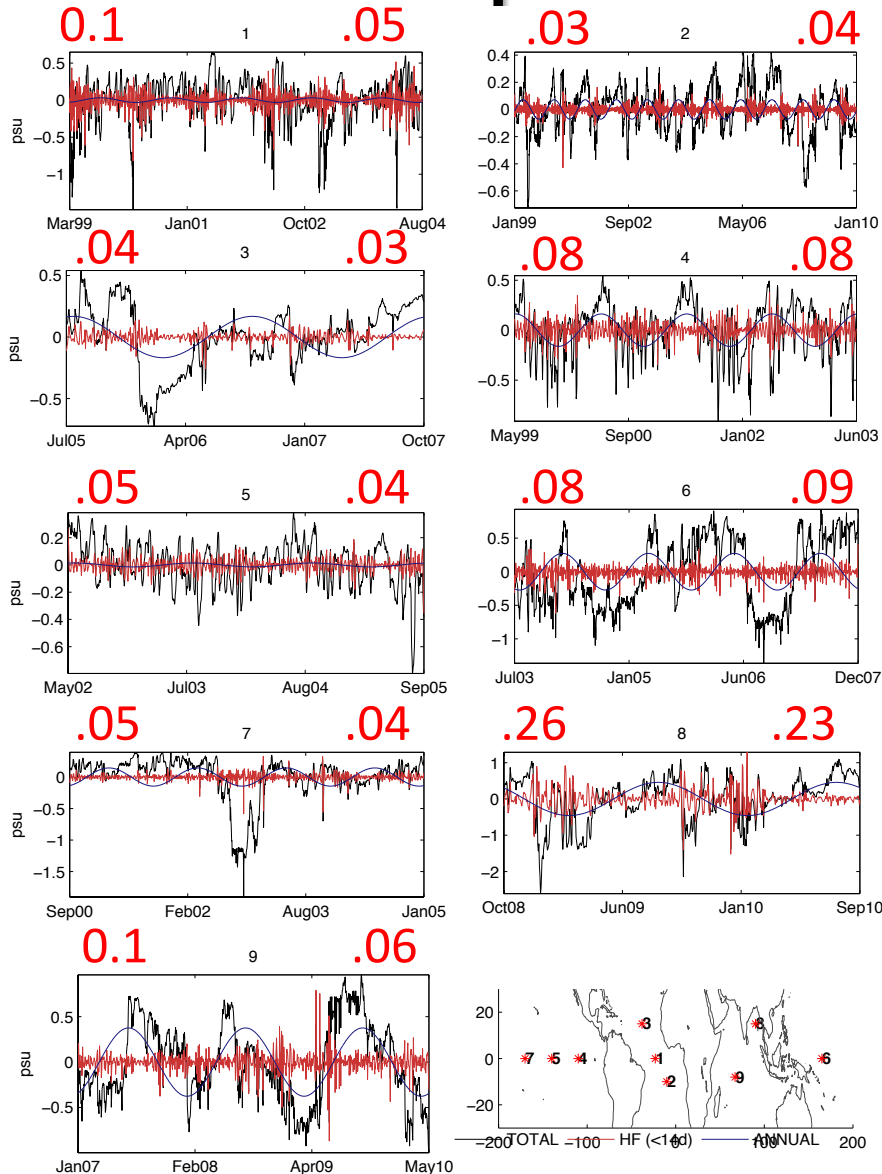 0.1 1 .05
0.5
0
−0.5
−1
psu
Mar99 Jan01 Oct02 Aug04
.03 2 .04
0.4
0.2
0
−0.2
−0.4
−0.6
Jan99 Sep02 May06 Jan10
.04 3 .03
0.5
0
−0.5
psu
Jul05 Apr06 Jan07 Oct07
.08 4 .08
0.5
0
−0.5
May99 Sep00 Jan02 Jun03
.05 5 .04
0.2
0
−0.2
−0.4
−0.6
psu
May02 Jul03 Aug04 Sep05
.08 6 .09
0.5
0
−0.5
−1
Jul03 Jan05 Jun06 Dec07
.05 7 .04
0
−0.5
−1
−1.5
psu
Sep00 Feb02 Aug03 Jan05
.26 8 .23
1
0
−1
−2
Oct08 Jun09 Jan10 Sep10
0.1 9 .06
0.5
0
−0.5
psu
Jan07 Feb08 Apr09 May10
20
0
−20
3 8
7 5 4 1 6
2 9
−200 −100 0 100 200
TOTAL HF (<14d) ANNUAL